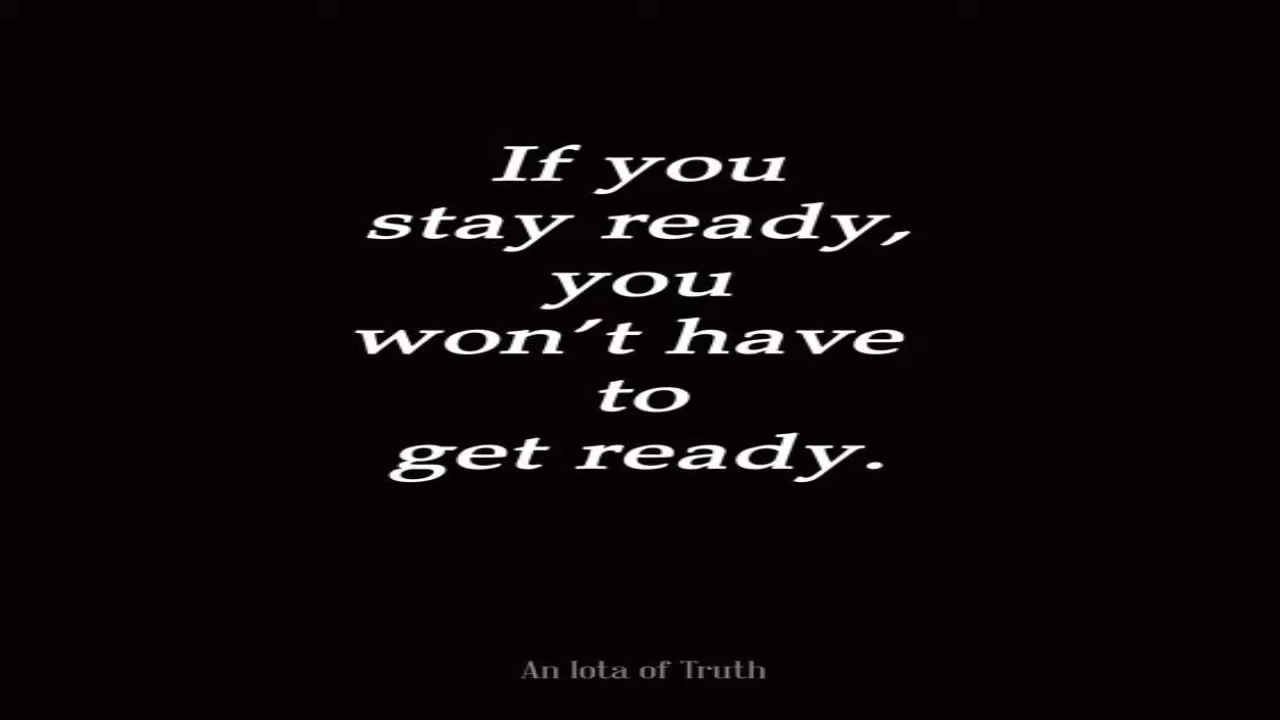 If you
stay ready,
you
won't have
to
get ready.
An Iota of Truth